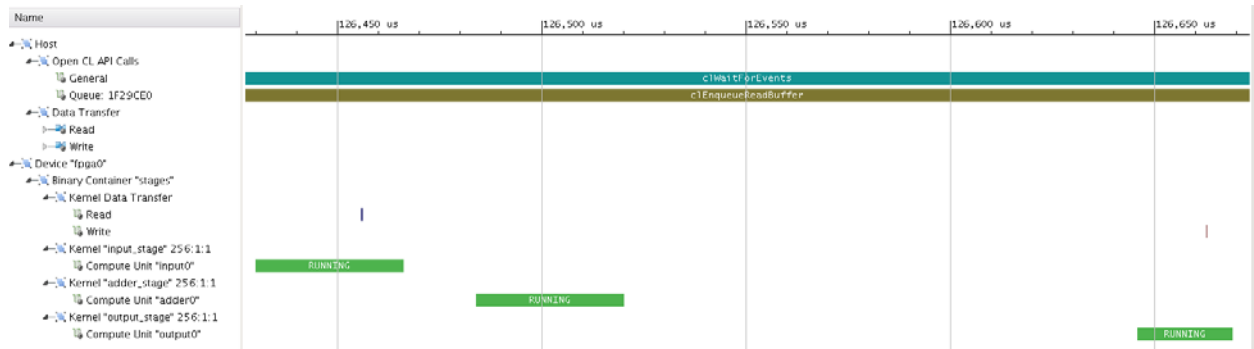 Name
126,450 us 126,500 us 126,550 us 126,600 us 126,650 us
Host
Open CL API Calls
General clWaitForEvents
Queue: 1F29CE0 clEnqueueReadBuffer
Data Transfer
Read
Write
Device "fpga0"
Binary Container "stages"
Kernel Data Transfer
Read
Write
Kernel "input_stage" 256:1:1
Compute Unit "input0" RUNNING
Kernel "adder_stage" 256:1:1
Compute Unit "adder0" RUNNING
Kernel "output_stage" 256:1:1
Compute Unit "output0" RUNNING